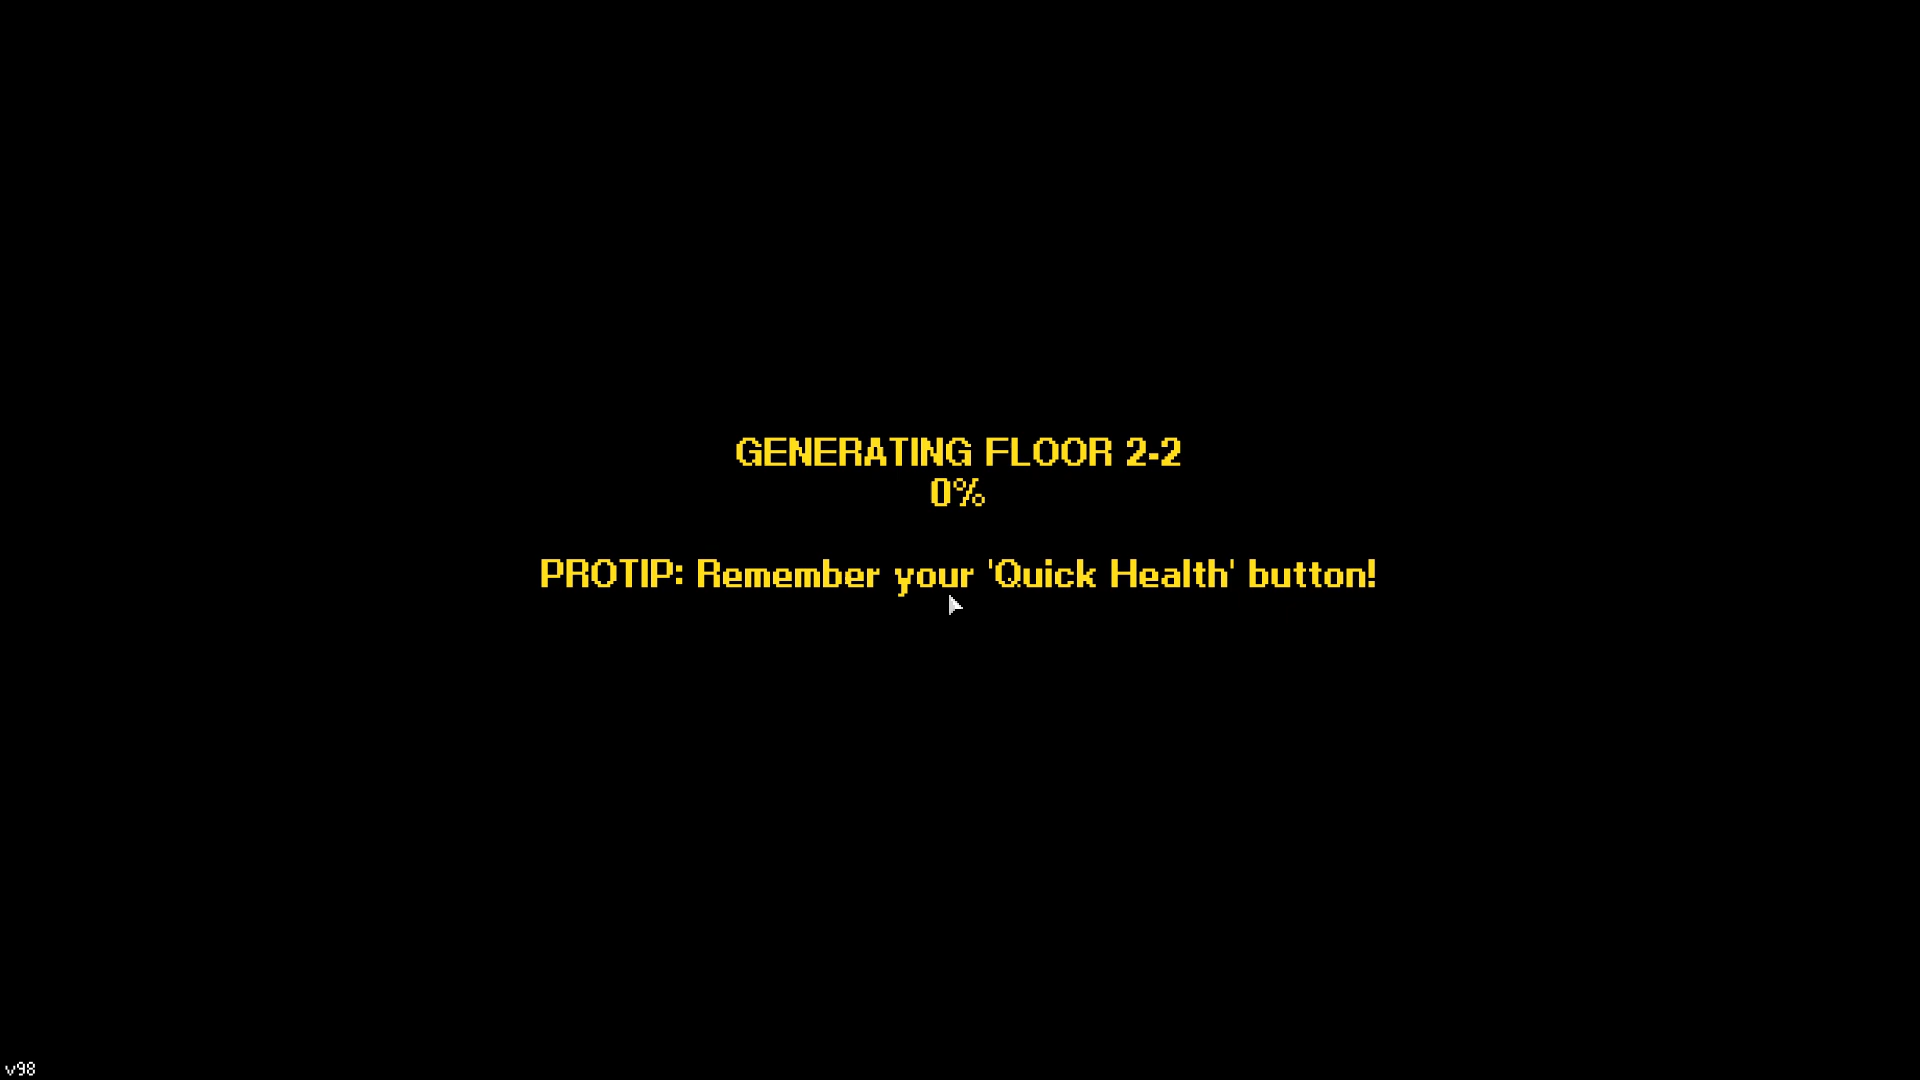 GENERATING FLOOR 2-2
0%
PROTIP: Remember your 'Quick Health' button!
v98